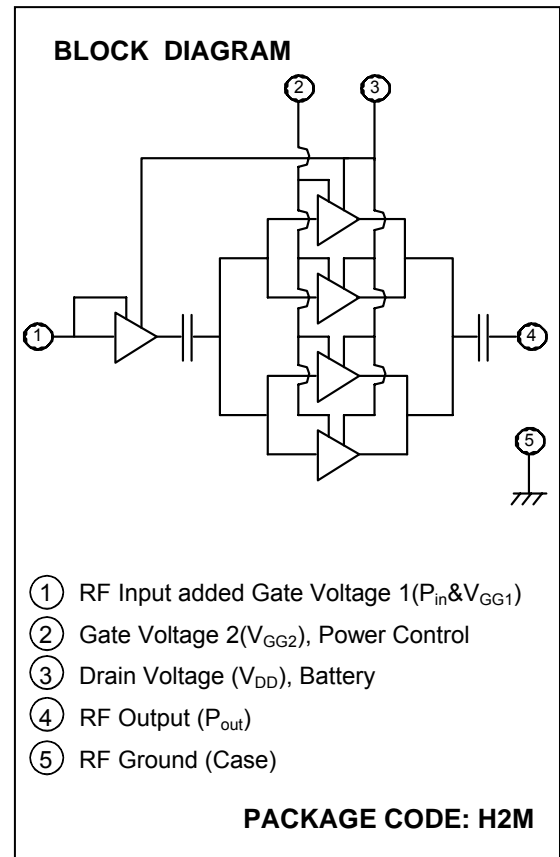 BLOCK DIAGRAM
2 3
1
4
5
1 RF Input added Gate Voltage 1(Pin&VGG1)
2 Gate Voltage 2(VGG2), Power Control
3 Drain Voltage (VDD), Battery
4 RF Output (Pout)
5 RF Ground (Case)
PACKAGE CODE: H2M